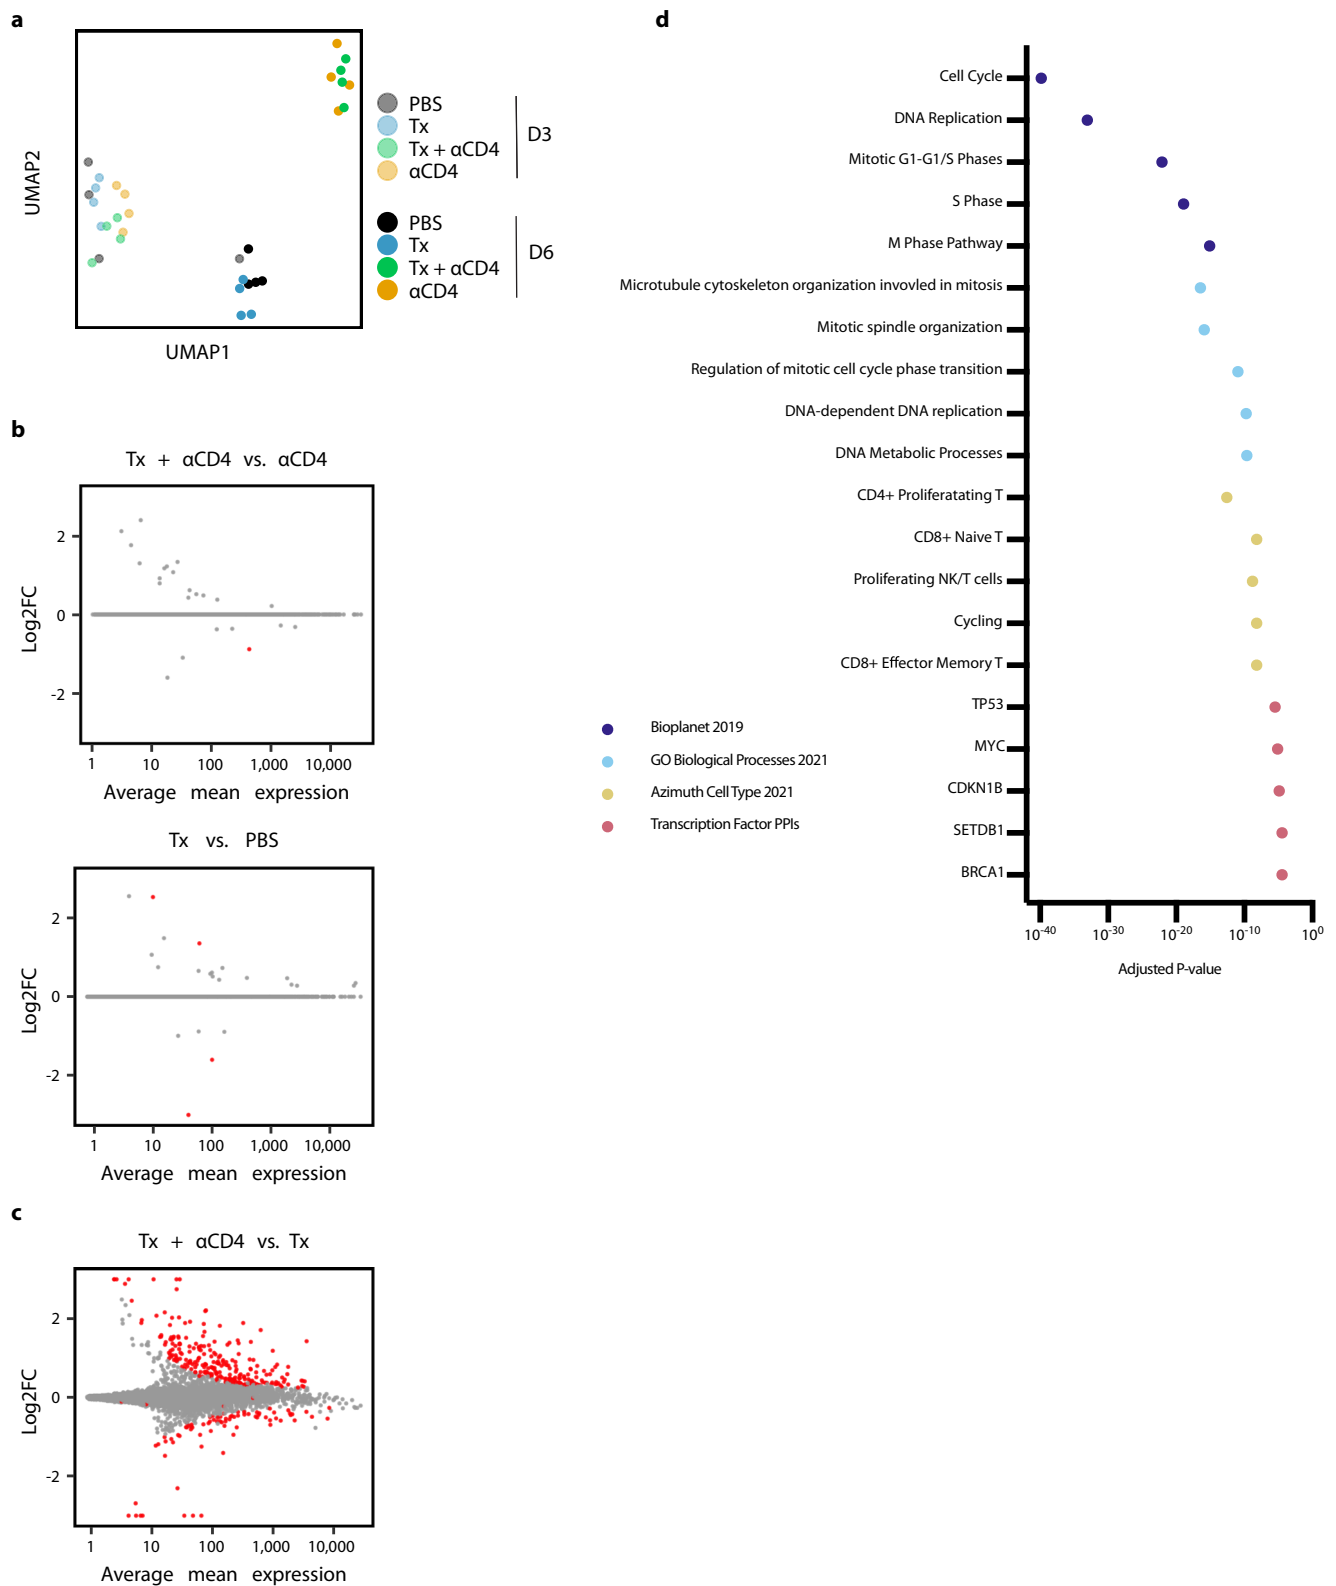 a
UMAP2
UMAP1
PBS
Tx
Tx + αCD4
αCD4
D3
PBS
Tx
Tx + αCD4
αCD4
D6
b
Tx + αCD4 vs. αCD4
Log2FC
2
0
-2
1 10 100 1,000 10,000
Average mean expression
Tx vs. PBS
Log2FC
2
0
-2
1 10 100 1,000 10,000
Average mean expression
c
Tx + αCD4 vs. Tx
Log2FC
2
0
-2
1 10 100 1,000 10,000
Average mean expression
d
Cell Cycle
DNA Replication
Mitotic G1-G1/S Phases
S Phase
M Phase Pathway
Microtubule cytoskeleton organization invovled in mitosis
Mitotic spindle organization
Regulation of mitotic cell cycle phase transition
DNA-dependent DNA replication
DNA Metabolic Processes
CD4+ Proliferatating T
CD8+ Naive T
Proliferating NK/T cells
Cycling
CD8+ Effector Memory T
TP53
MYC
CDKN1B
SETDB1
BRCA1
10⁻⁴⁰ 10⁻³⁰ 10⁻²⁰ 10⁻¹⁰ 10⁰
Adjusted P-value
Bioplanet 2019
GO Biological Processes 2021
Azimuth Cell Type 2021
Transcription Factor PPIs